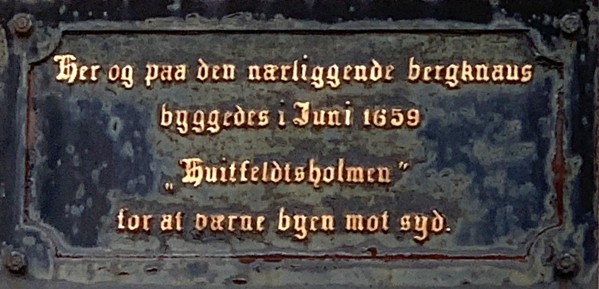 Her og paa den nærliggende bergknaus
byggedes i Juni 1659
„Huitfeldtsholmen”
for at værne byen mot syd.